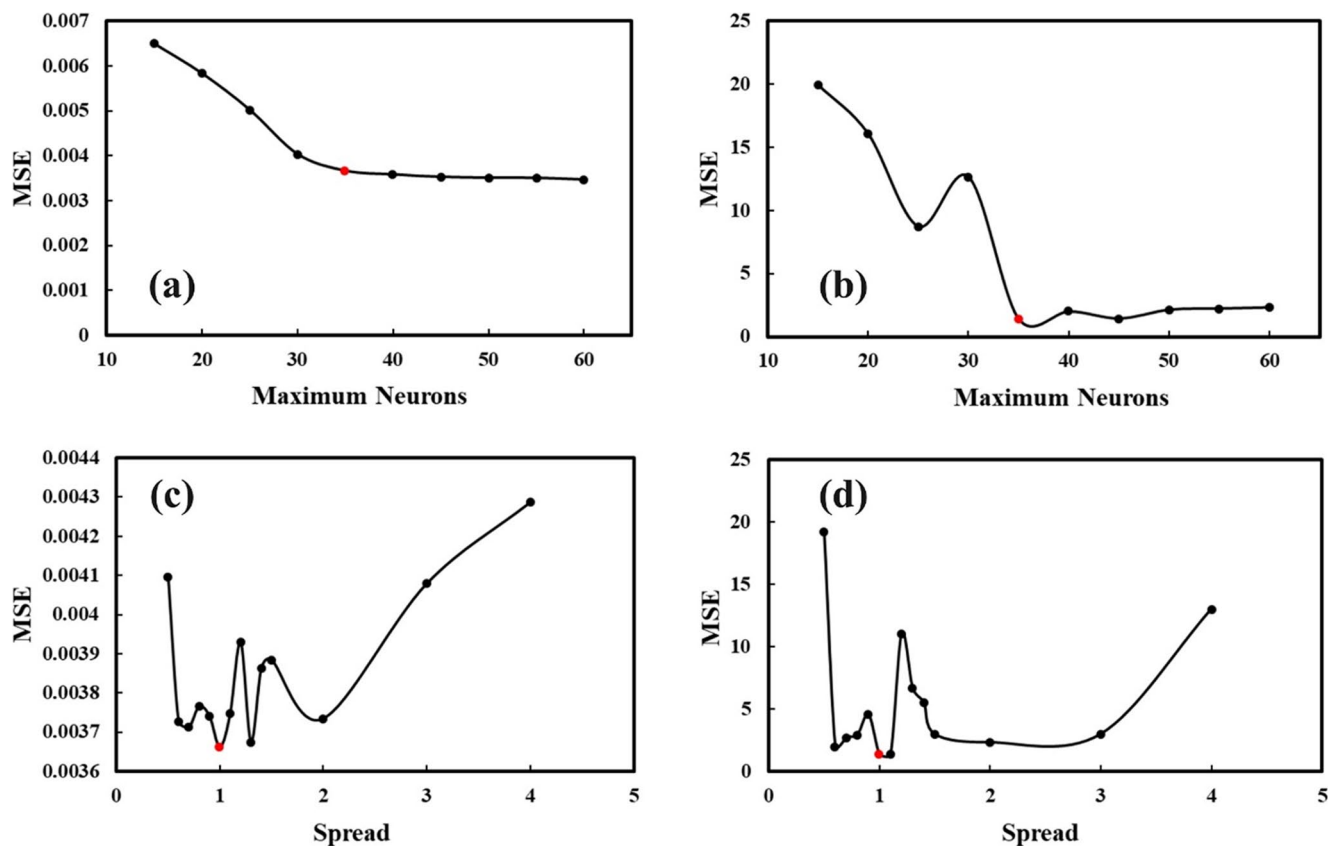 0.007
0.006
0.005
0.004
0.003
0.002
0.001
0
MSE
(a)
10 20 30 40 50 60
Maximum Neurons
25
20
15
10
5
0
MSE
(b)
10 20 30 40 50 60
Maximum Neurons
0.0044
0.0043
0.0042
0.0041
0.004
0.0039
0.0038
0.0037
0.0036
MSE
(c)
0 1 2 3 4 5
Spread
25
20
15
10
5
0
MSE
(d)
0 1 2 3 4 5
Spread